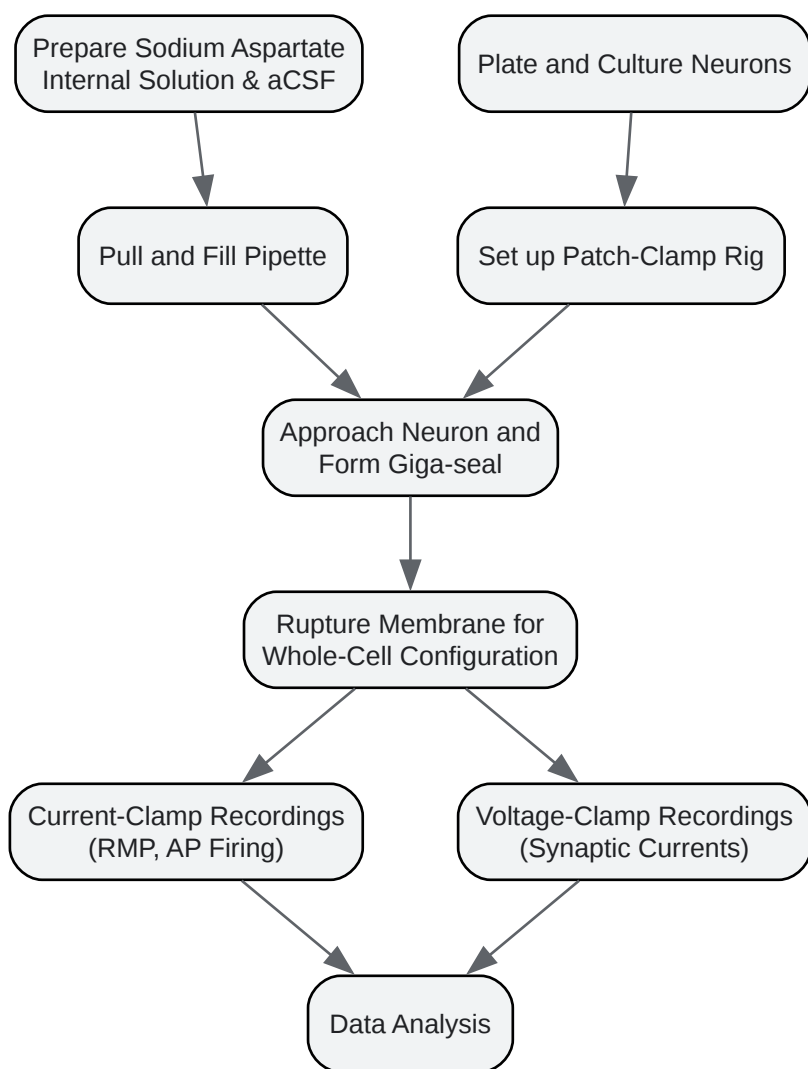 Prepare Sodium Aspartate
Internal Solution & aCSF
Plate and Culture Neurons
Pull and Fill Pipette
Set up Patch-Clamp Rig
Approach Neuron and
Form Giga-seal
Rupture Membrane for
Whole-Cell Configuration
Current-Clamp Recordings
(RMP, AP Firing)
Voltage-Clamp Recordings
(Synaptic Currents)
Data Analysis